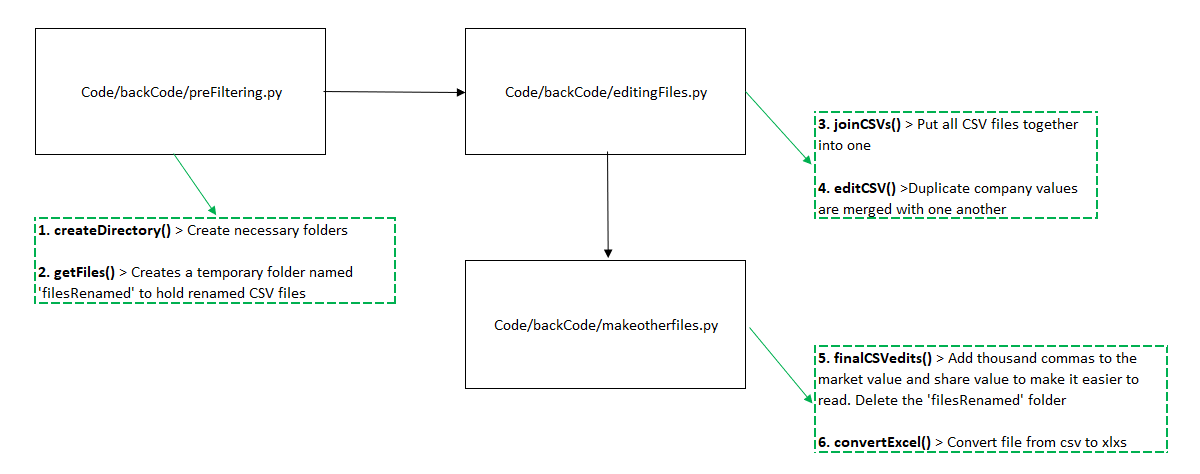 Code/backCode/preFiltering.py
Code/backCode/editingFiles.py
3. joinCSVs() > Put all CSV files together
into one
4. editCSV() >Duplicate company values
are merged with one another
1. createDirectory() > Create necessary folders
2. getFiles() > Creates a temporary folder named
'filesRenamed' to hold renamed CSV files
Code/backCode/makeotherfiles.py
5. finalCSVedits() > Add thousand commas to the
market value and share value to make it easier to
read. Delete the 'filesRenamed' folder
6. convertExcel() > Convert file from csv to xlxs